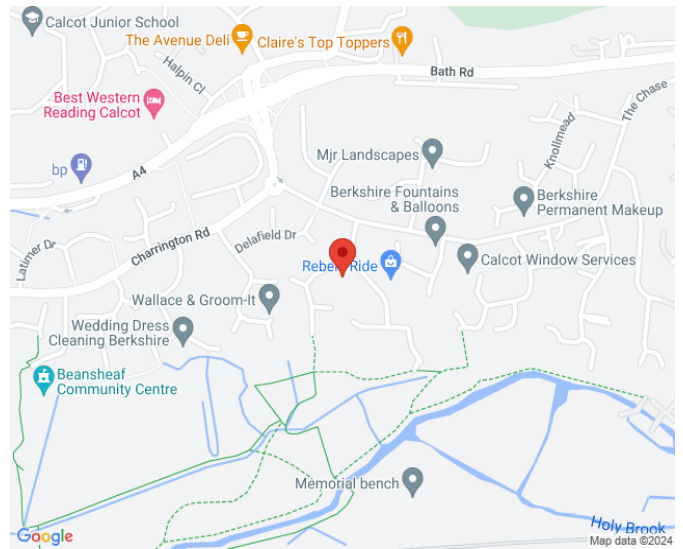 Calcot Junior School
The Avenue Deli
Claire's Top Toppers
Halpin Cl
Bath Rd
The Chase
Best Western
Reading Calcot
Knollmead
Mjr Landscapes
bp
A4
Berkshire Fountains
& Balloons
Berkshire
Permanent Makeup
Charrington Rd
Delafield Dr
Latimer Dr
Ride
Calcot Window Services
Wallace & Groom-It
Wedding Dress
Cleaning Berkshire
Beansheaf
Community Centre
Memorial bench
Holy Brook
Google
Map data ©2024